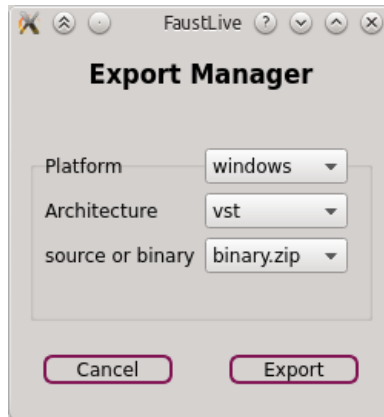 FaustLive
Export Manager
Platform windows
Architecture vst
source or binary binary.zip
Cancel Export